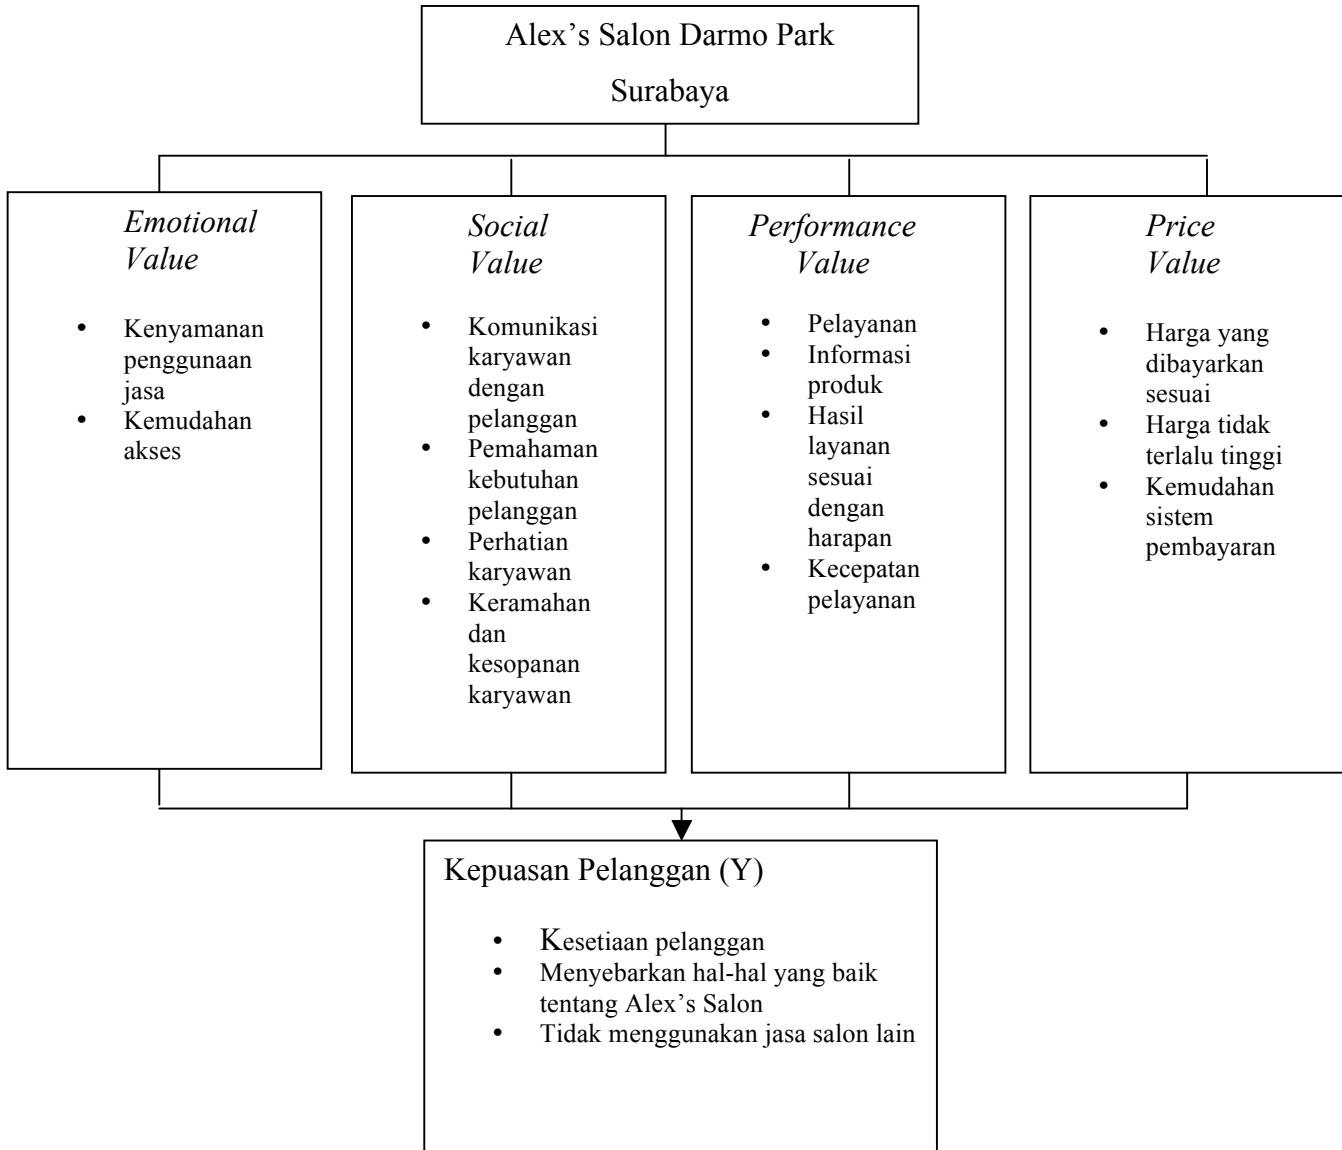 Alex’s Salon Darmo Park
Surabaya
Emotional
Value
• Kenyamanan
penggunaan
jasa
• Kemudahan
akses
Social
Value
• Komunikasi
karyawan
dengan
pelanggan
• Pemahaman
kebutuhan
pelanggan
• Perhatian
karyawan
• Keramahan
dan
kesopanan
karyawan
Performance
Value
• Pelayanan
• Informasi
produk
• Hasil
layanan
sesuai
dengan
harapan
• Kecepatan
pelayanan
Price
Value
• Harga yang
dibayarkan
sesuai
• Harga tidak
terlalu tinggi
• Kemudahan
sistem
pembayaran
Kepuasan Pelanggan (Y)
• Kesetiaan pelanggan
• Menyebarkan hal-hal yang baik
tentang Alex’s Salon
• Tidak menggunakan jasa salon lain